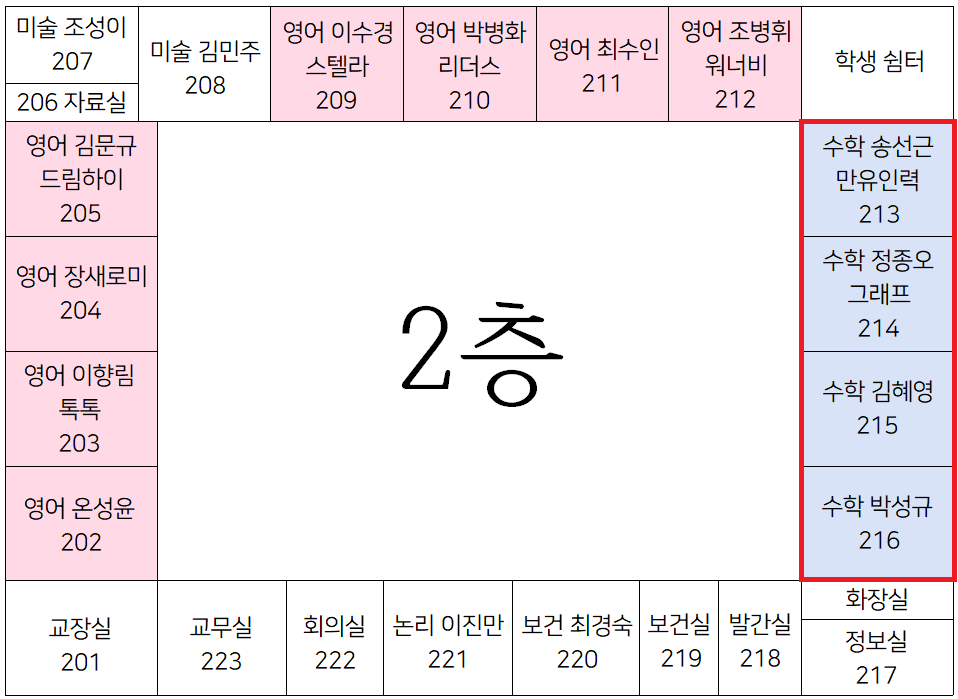 미술 조성이
207
206 자료실
미술 김민주
208
영어 이수경
스텔라
209
영어 박병화
리더스
210
영어 최수인
211
영어 조병휘
워너비
212
학생 쉼터
영어 김문규
드림하이
205
영어 장새로미
204
영어 이향림
톡톡
203
영어 온성윤
202
2층
수학 송선근
만유인력
213
수학 정종오
그래프
214
수학 김혜영
215
수학 박성규
216
교장실
201
교무실
223
회의실
222
논리 이진만
221
보건 최경숙
220
보건실
219
발간실
218
화장실
정보실
217